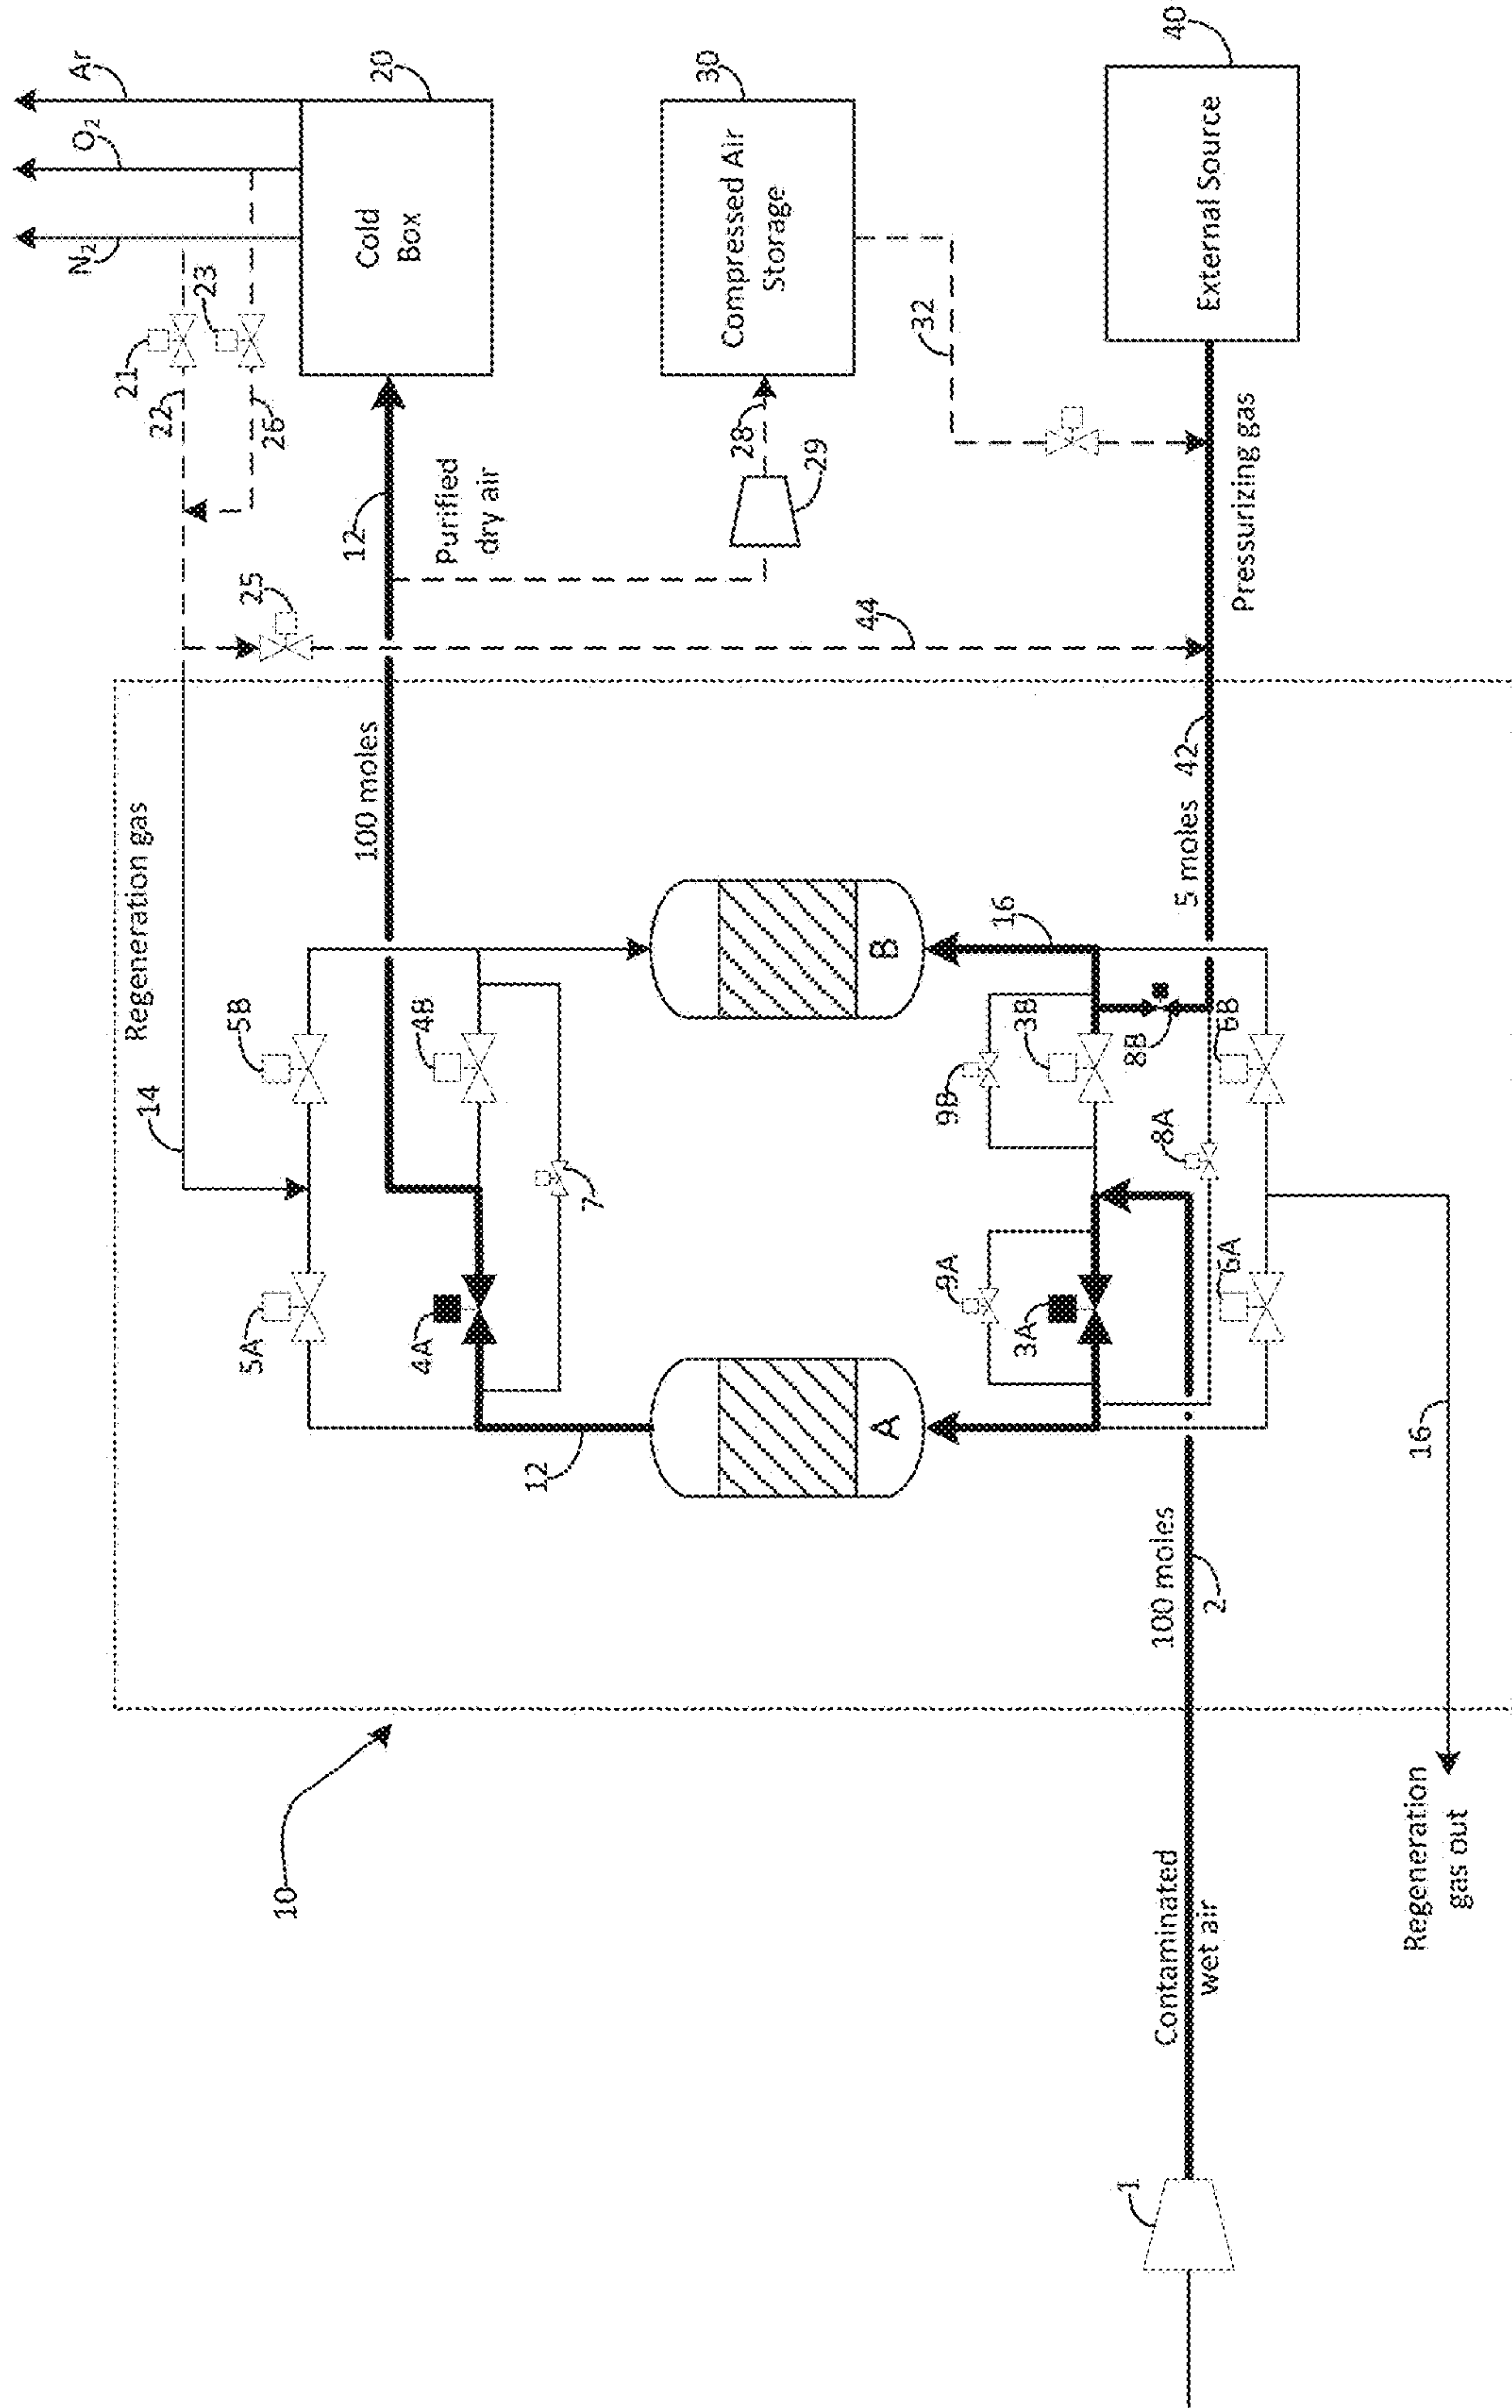 10
Regeneration gas
14
5A
5B
4A
4B
7
12
A
B
100 moles
12
Purified
dry air
25
22
21
26
23
N₂
O₂
Ar
Cold
Box
20
28
29
Compressed Air
Storage
30
32
44
External Source
40
Pressurizing gas
5 moles
42
16
9A
9B
3A
3B
8A
8B
6A
6B
100 moles
2
Contaminated
wet air
1
16
Regeneration
gas out